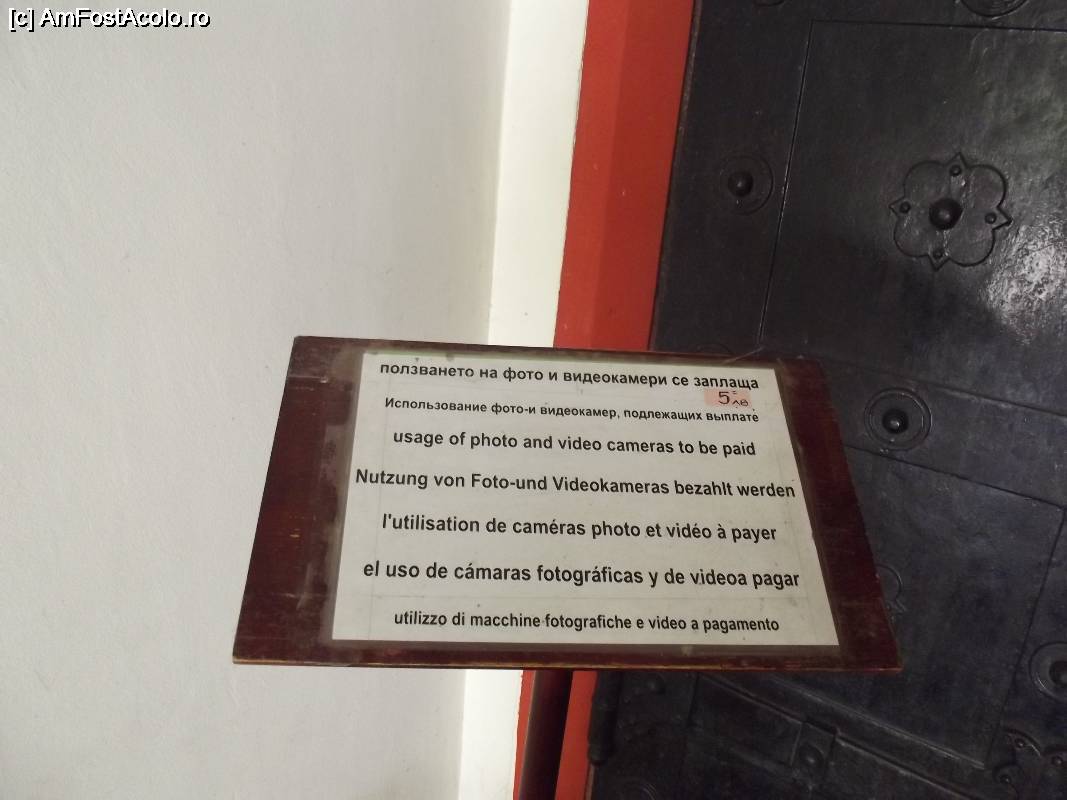 [c] AmFostAcolo.ro
ползването на фото и видеокамери се заплаща
5лв
Использование фото-и видеокамер, подлежащих выплате
usage of photo and video cameras to be paid
Nutzung von Foto-und Videokameras bezahlt werden
l'utilisation de caméras photo et vidéo à payer
el uso de cámaras fotográficas y de videoa pagar
utilizzo di macchine fotografiche e video a pagamento